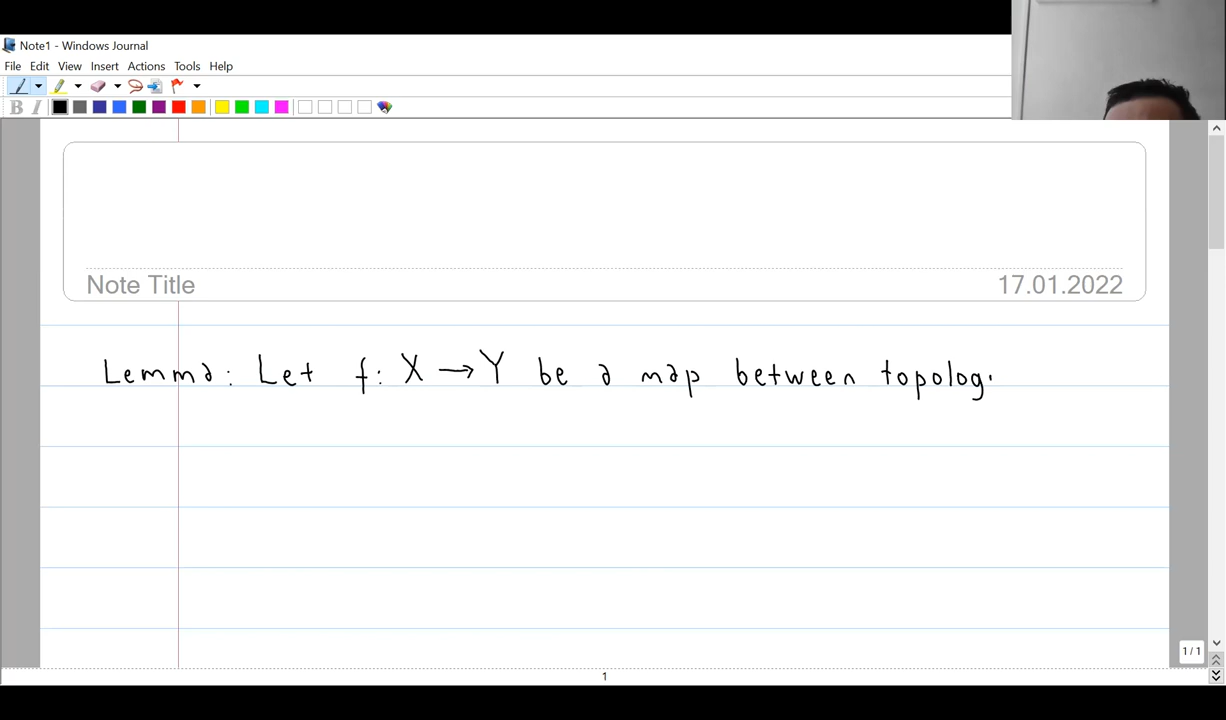 Note1 - Windows Journal
File Edit View Insert Actions Tools Help
B I
Note Title 17.01.2022
Lemma: Let f: X → Y be a map between topolog.
1 / 1
1